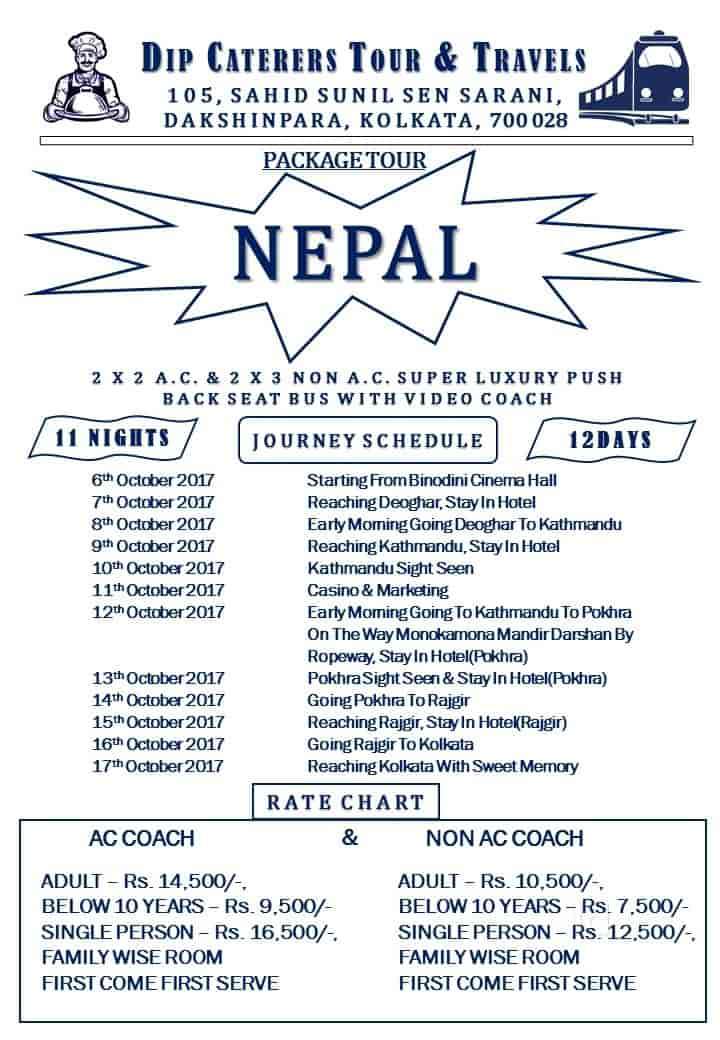 DIP CATERERS TOUR & TRAVELS
105, SAHID SUNIL SEN SARANI,
DAKSHINPARA, KOLKATA, 700 028
PACKAGE TOUR
NEPAL
2 X 2 A.C. & 2 X 3 NON A.C. SUPER LUXURY PUSH
BACK SEAT BUS WITH VIDEO COACH
11 NIGHTS
JOURNEY SCHEDULE
12DAYS
6th October 2017 Starting From Binodini Cinema Hall
7th October 2017 Reaching Deoghar, Stay In Hotel
8th October 2017 Early Morning Going Deoghar To Kathmandu
9th October 2017 Reaching Kathmandu, Stay In Hotel
10th October 2017 Kathmandu Sight Seen
11th October 2017 Casino & Marketing
12th October 2017 Early Morning Going To Kathmandu To Pokhra
On The Way Monokamona Mandir Darshan By
Ropeway, Stay In Hotel(Pokhra)
13th October 2017 Pokhra Sight Seen & Stay In Hotel(Pokhra)
14th October 2017 Going Pokhra To Rajgir
15th October 2017 Reaching Rajgir, Stay In Hotel(Rajgir)
16th October 2017 Going Rajgir To Kolkata
17th October 2017 Reaching Kolkata With Sweet Memory
RATE CHART
AC COACH & NON AC COACH
ADULT – Rs. 14,500/-,
BELOW 10 YEARS – Rs. 9,500/-
SINGLE PERSON – Rs. 16,500/-,
FAMILY WISE ROOM
FIRST COME FIRST SERVE
ADULT – Rs. 10,500/-,
BELOW 10 YEARS – Rs. 7,500/-
SINGLE PERSON – Rs. 12,500/-,
FAMILY WISE ROOM
FIRST COME FIRST SERVE